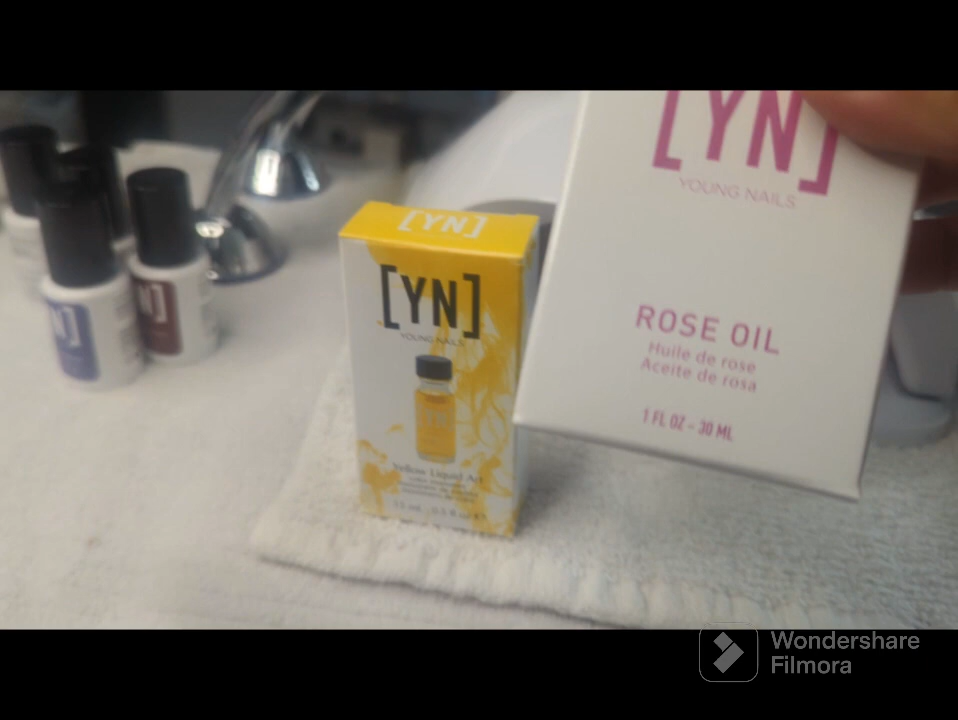 [YN]
[YN]
YOUNG NAILS
Yellow Liquid Art
[YN]
YOUNG NAILS
ROSE OIL
Huile de rose
Aceite de rosa
1 FL OZ - 30 ML
N]
N]
Wondershare
Filmora